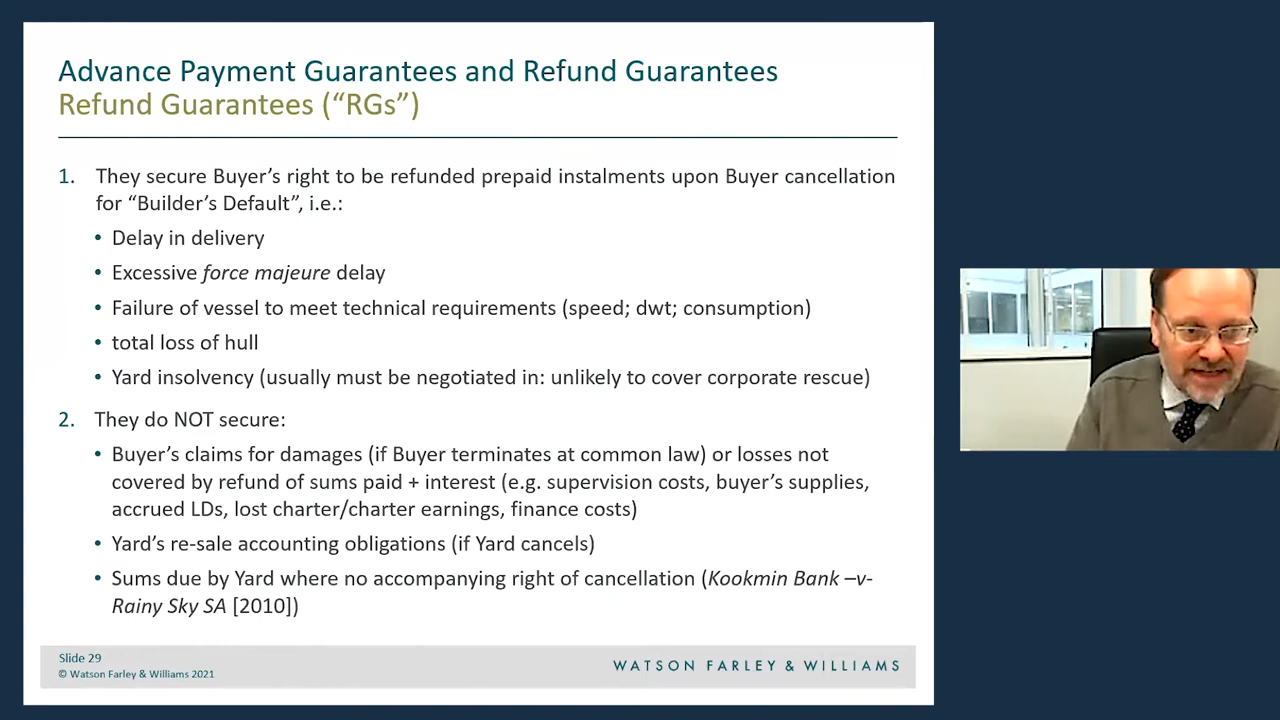 Advance Payment Guarantees and Refund Guarantees
Refund Guarantees (“RGs”)
1. They secure Buyer’s right to be refunded prepaid instalments upon Buyer cancellation
for “Builder’s Default”, i.e.:
• Delay in delivery
• Excessive force majeure delay
• Failure of vessel to meet technical requirements (speed; dwt; consumption)
• total loss of hull
• Yard insolvency (usually must be negotiated in: unlikely to cover corporate rescue)
2. They do NOT secure:
• Buyer’s claims for damages (if Buyer terminates at common law) or losses not
covered by refund of sums paid + interest (e.g. supervision costs, buyer’s supplies,
accrued LDs, lost charter/charter earnings, finance costs)
• Yard’s re-sale accounting obligations (if Yard cancels)
• Sums due by Yard where no accompanying right of cancellation (Kookmin Bank –v-
Rainy Sky SA [2010])
Slide 29
© Watson Farley & Williams 2021
WATSON FARLEY & WILLIAMS